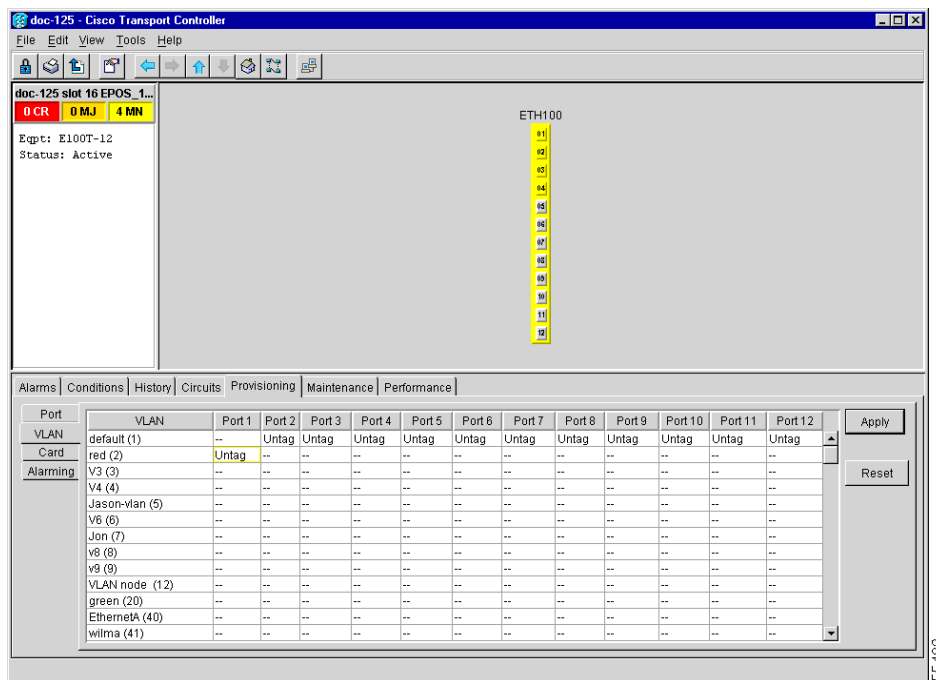 doc-125 - Cisco Transport Controller
File Edit View Tools Help
doc-125 slot 16 EPOS_1...
0 CR 0 MJ 4 MN
Eqpt: E100T-12
Status: Active
ETH100
01
02
03
04
05
06
07
08
09
10
11
12
Alarms Conditions History Circuits Provisioning Maintenance Performance
Port
VLAN
Card
Alarming
VLAN Port 1 Port 2 Port 3 Port 4 Port 5 Port 6 Port 7 Port 8 Port 9 Port 10 Port 11 Port 12
default (1) -- Untag Untag Untag Untag Untag Untag Untag Untag Untag Untag Untag
red (2) Untag -- -- -- -- -- -- -- -- -- -- --
V3 (3) -- -- -- -- -- -- -- -- -- -- -- --
V4 (4) -- -- -- -- -- -- -- -- -- -- -- --
Jason-vlan (5) -- -- -- -- -- -- -- -- -- -- -- --
V6 (6) -- -- -- -- -- -- -- -- -- -- -- --
Jon (7) -- -- -- -- -- -- -- -- -- -- -- --
v8 (8) -- -- -- -- -- -- -- -- -- -- -- --
v9 (9) -- -- -- -- -- -- -- -- -- -- -- --
VLAN node (12) -- -- -- -- -- -- -- -- -- -- -- --
green (20) -- -- -- -- -- -- -- -- -- -- -- --
EthernetA (40) -- -- -- -- -- -- -- -- -- -- -- --
wilma (41) -- -- -- -- -- -- -- -- -- -- -- --
Apply
Reset